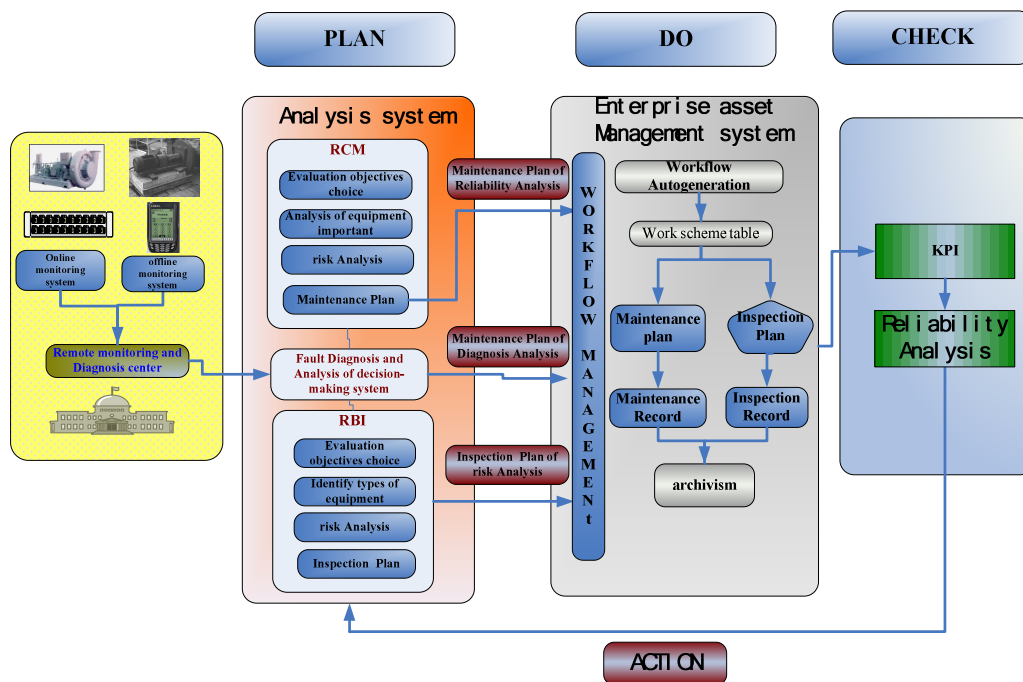 PLAN
DO
CHECK
Online
monitoring
system
offline
monitoring
system
Remote monitoring and
Diagnosis center
Analysis system
RCM
Evaluation objectives
choice
Analysis of equipment
important
risk Analysis
Maintenance Plan
Fault Diagnosis and
Analysis of decision-
making system
RBI
Evaluation
objectives choice
Identify types of
equipment
risk Analysis
Inspection Plan
Maintenance Plan of
Reliability Analysis
Maintenance Plan of
Diagnosis Analysis
Inspection Plan of
risk Analysis
Enterprise asset
Management system
WORKFLOW MANAGEMENt
Workflow
Autogeneration
Work scheme table
Maintenance
plan
Inspection
Plan
Maintenance
Record
Inspection
Record
archivism
KPI
Reliability
Analysis
ACTION